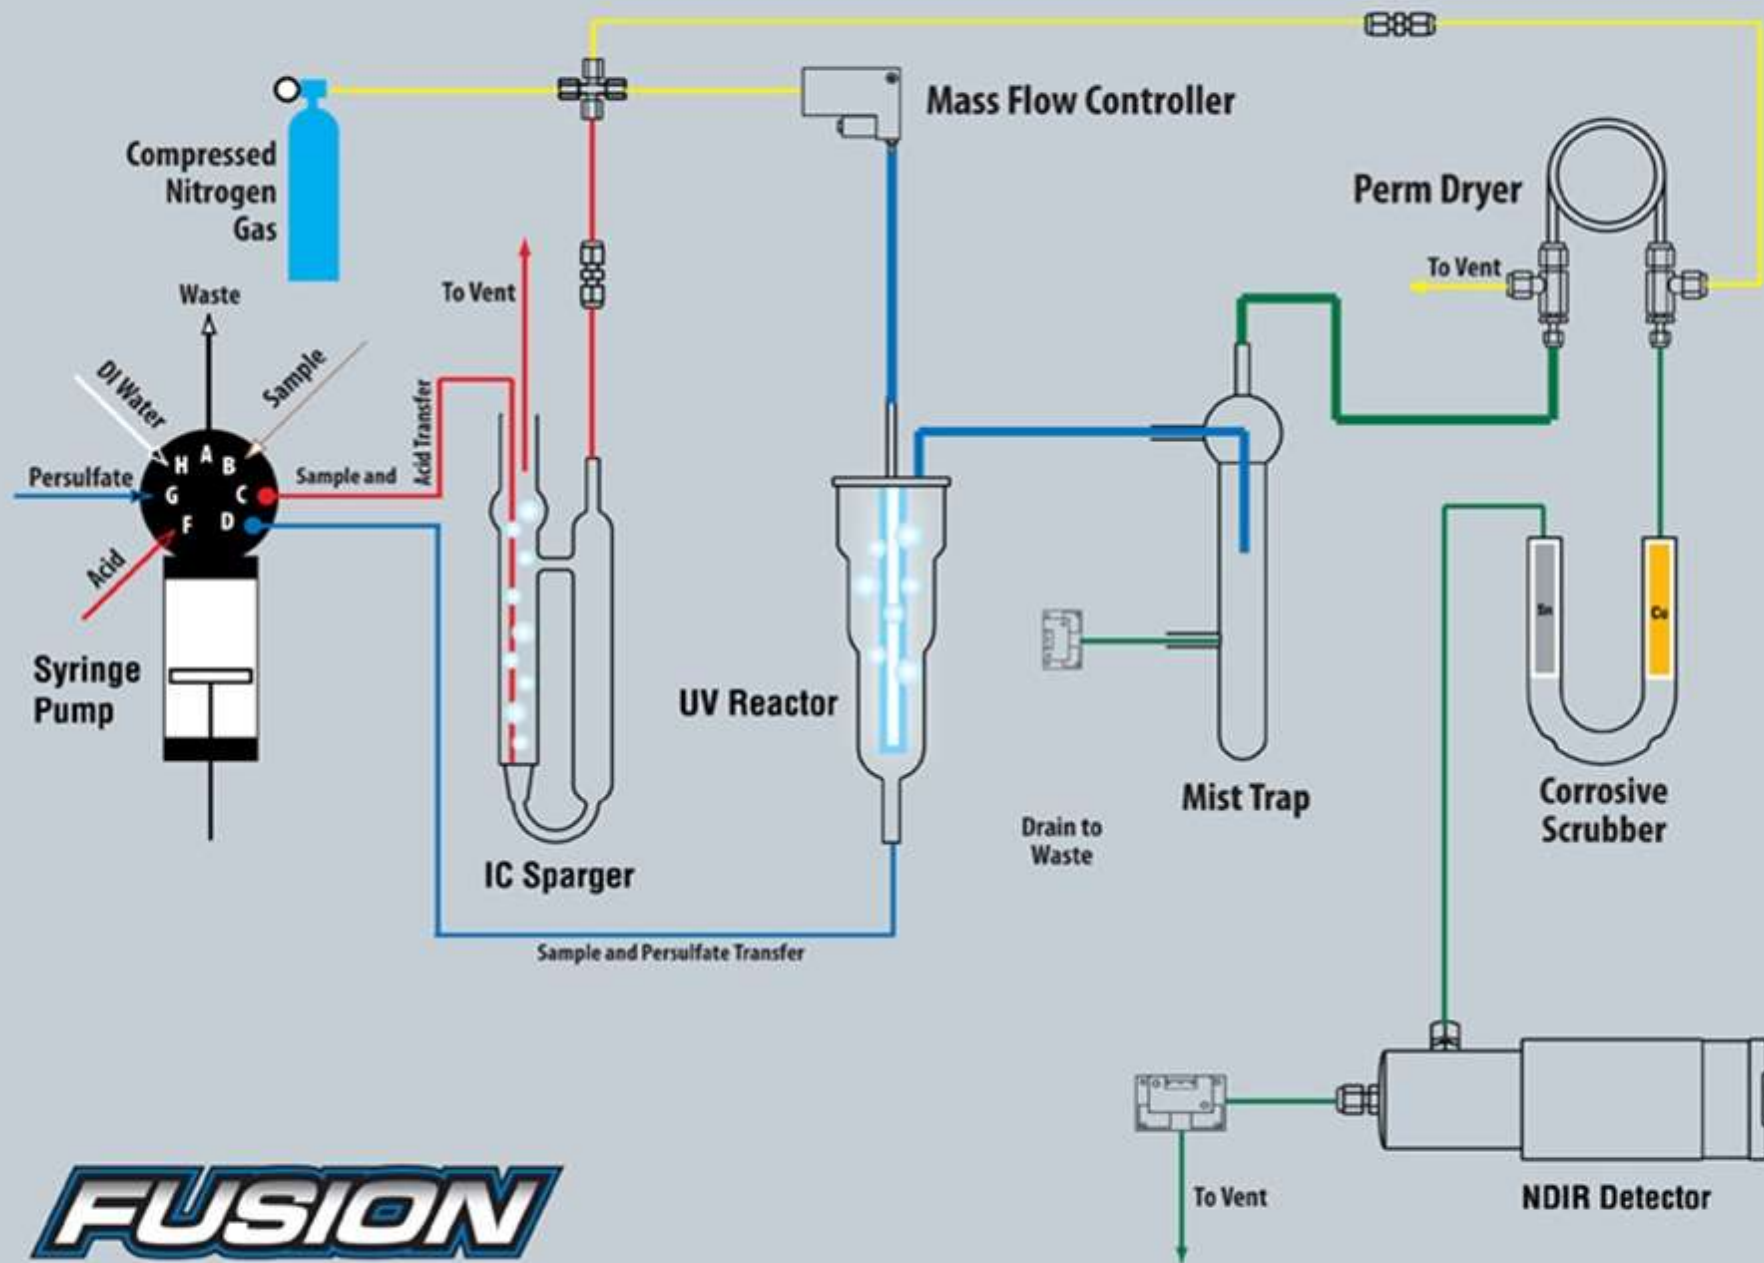 Mass Flow Controller
Compressed
Nitrogen
Gas
Perm Dryer
To Vent
To Vent
Waste
DI Water
Sample
Acid Transfer
H A B
Persulfate
G C
Sample and
F D
Acid
Syringe
Pump
UV Reactor
Sn
Cu
Mist Trap
Corrosive
Scrubber
Drain to
Waste
IC Sparger
Sample and Persulfate Transfer
To Vent
NDIR Detector
FUSION